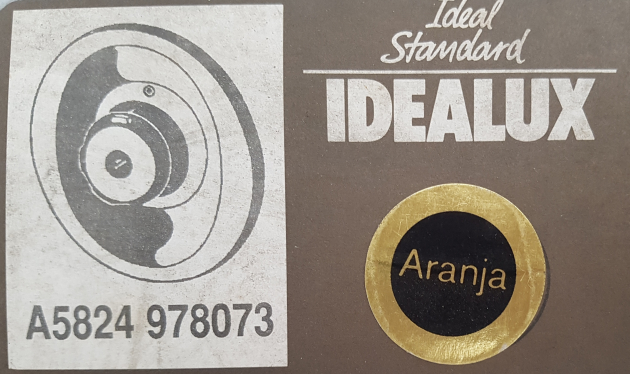 Ideal
Standard
IDEALUX
Aranja
A5824 978073